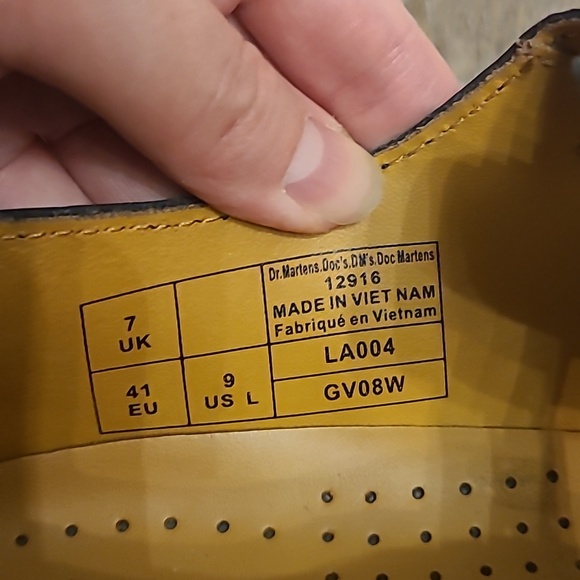 Dr.Martens.Doc's.DM's.Doc Martens
12916
MADE IN VIET NAM
Fabriqué en Vietnam
7
UK
LA004
41
EU
9
US L
GV08W